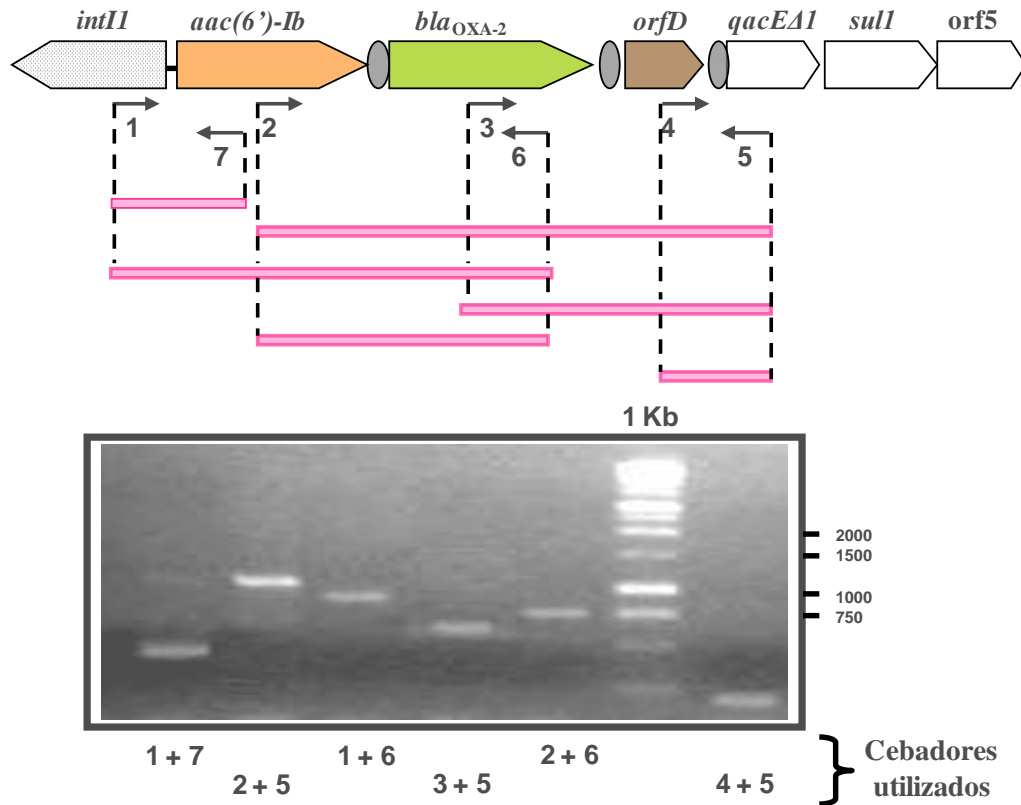 intI1 aac(6')-Ib blaOXA-2 orfD qacEΔ1 sul1 orf5
1 2 3 4
7 6 5
1 Kb
2000
1500
1000
750
1 + 7 1 + 6 2 + 6
2 + 5 3 + 5 4 + 5
Cebadores
utilizados